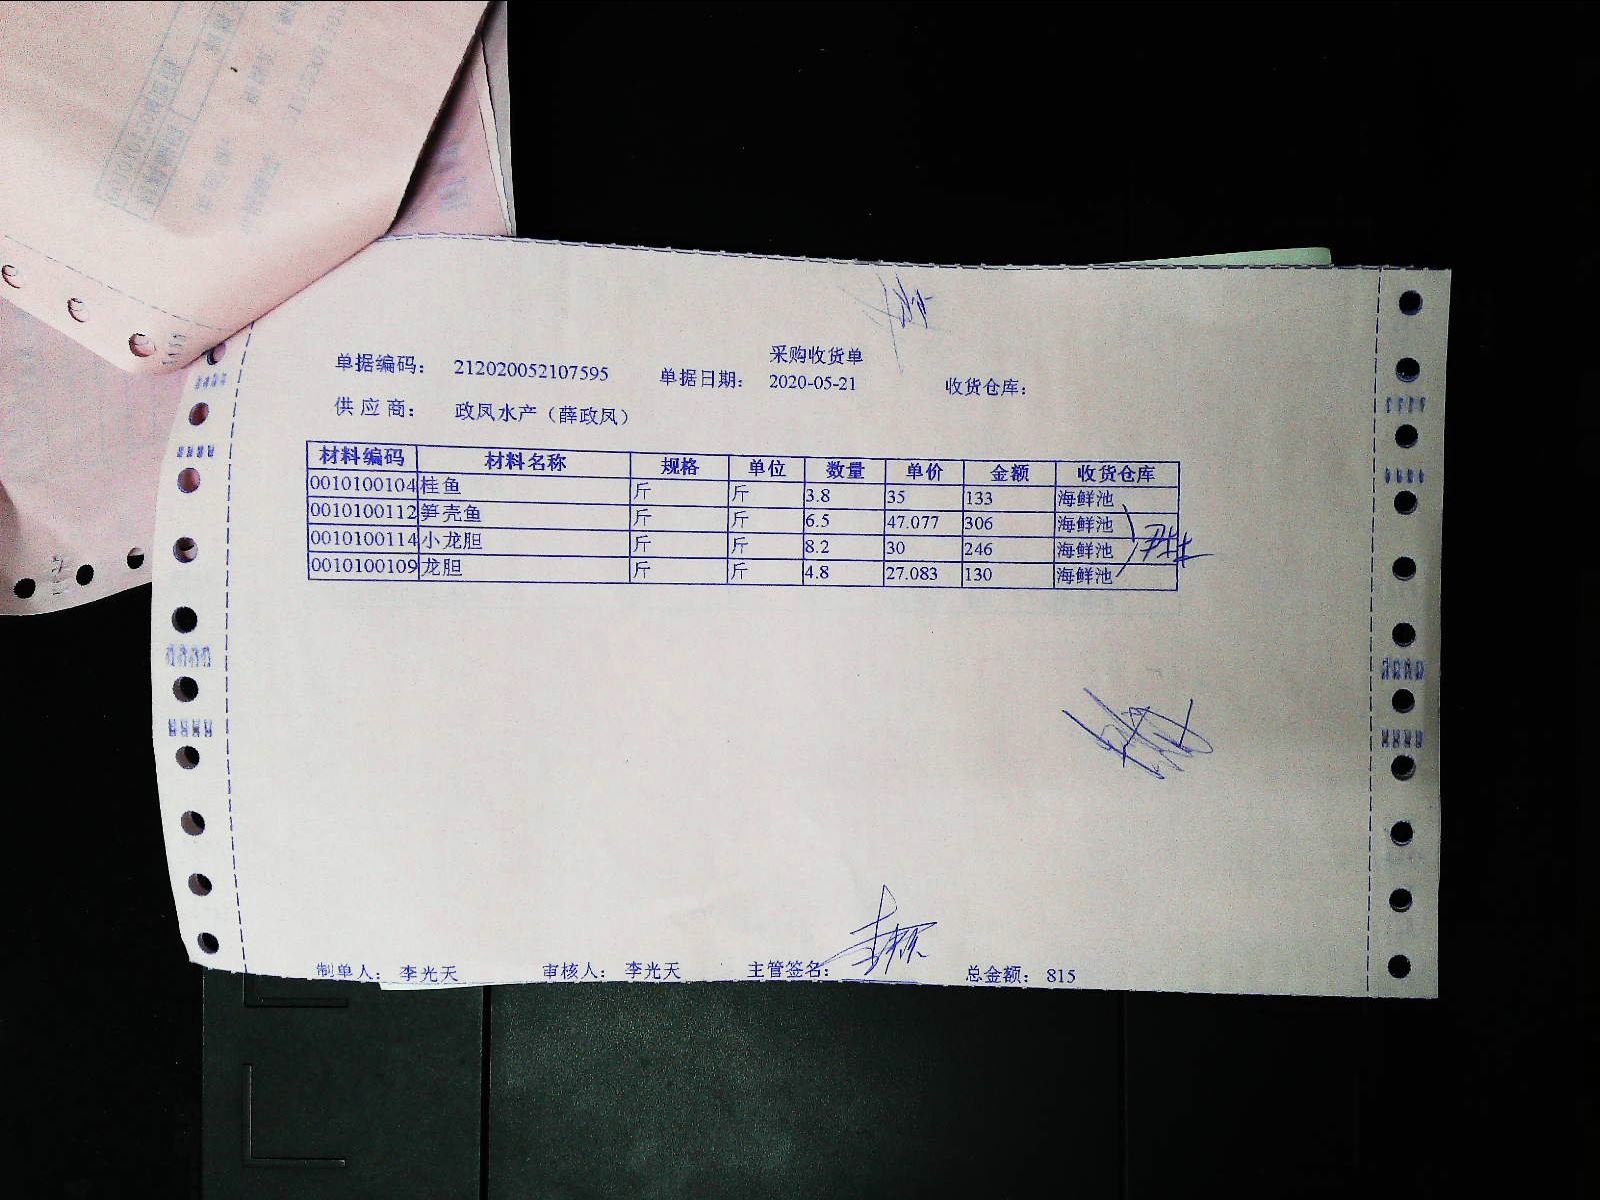 采购收货单
单据编码： 212020052107595 单据日期： 2020-05-21 收货仓库：
供 应 商： 政凤水产（薛政凤）
材料编码 材料名称 规格 单位 数量 单价 金额 收货仓库
0010100104 桂鱼 斤 斤 3.8 35 133 海鲜池
0010100112 笋壳鱼 斤 斤 6.5 47.077 306 海鲜池
0010100114 小龙胆 斤 斤 8.2 30 246 海鲜池
0010100109 龙胆 斤 斤 4.8 27.083 130 海鲜池
制单人： 李光天 审核人： 李光天 主管签名： 总金额： 815